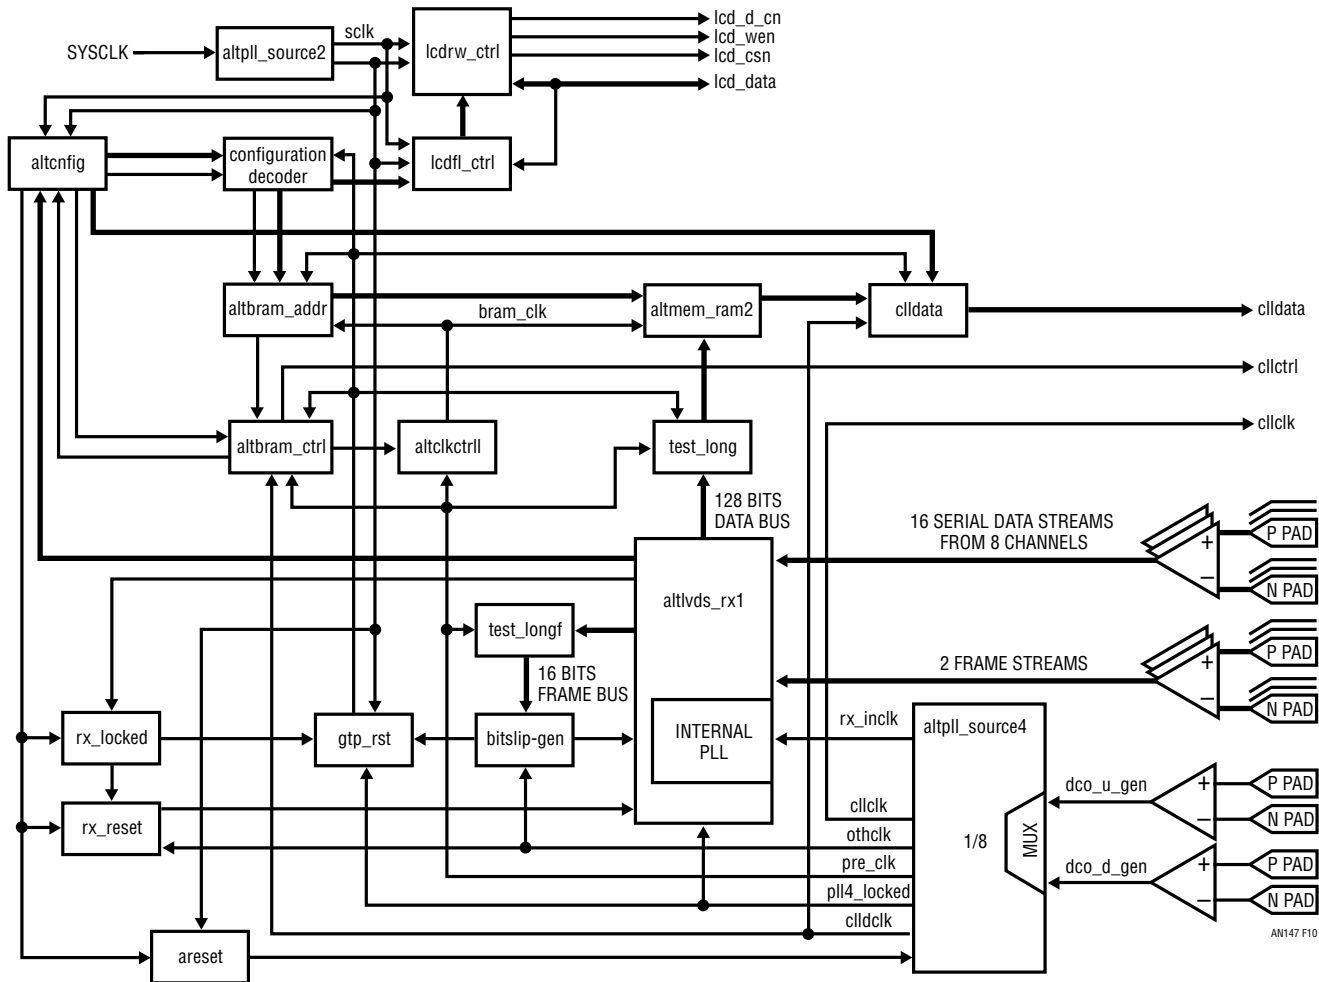 SYSCLK
altpll_source2
sclk
lcdrw_ctrl
lcd_d_cn
lcd_wen
lcd_csn
lcd_data
altcnfig
configuration
decoder
lcdfl_ctrl
altbram_addr
bram_clk
altmem_ram2
clldata
clldata
cllctrl
cllclk
altbram_ctrl
altclkctrll
test_long
128 BITS
DATA BUS
16 SERIAL DATA STREAMS
FROM 8 CHANNELS
+
–
P PAD
N PAD
altlvds_rx1
test_longf
16 BITS
FRAME BUS
2 FRAME STREAMS
+
–
P PAD
N PAD
rx_locked
gtp_rst
bitslip-gen
INTERNAL
PLL
rx_inclk
altpll_source4
rx_reset
cllclk
othclk
pre_clk
pll4_locked
clldclk
1/8
MUX
dco_u_gen
+
–
P PAD
N PAD
dco_d_gen
+
–
P PAD
N PAD
areset
AN147 F10